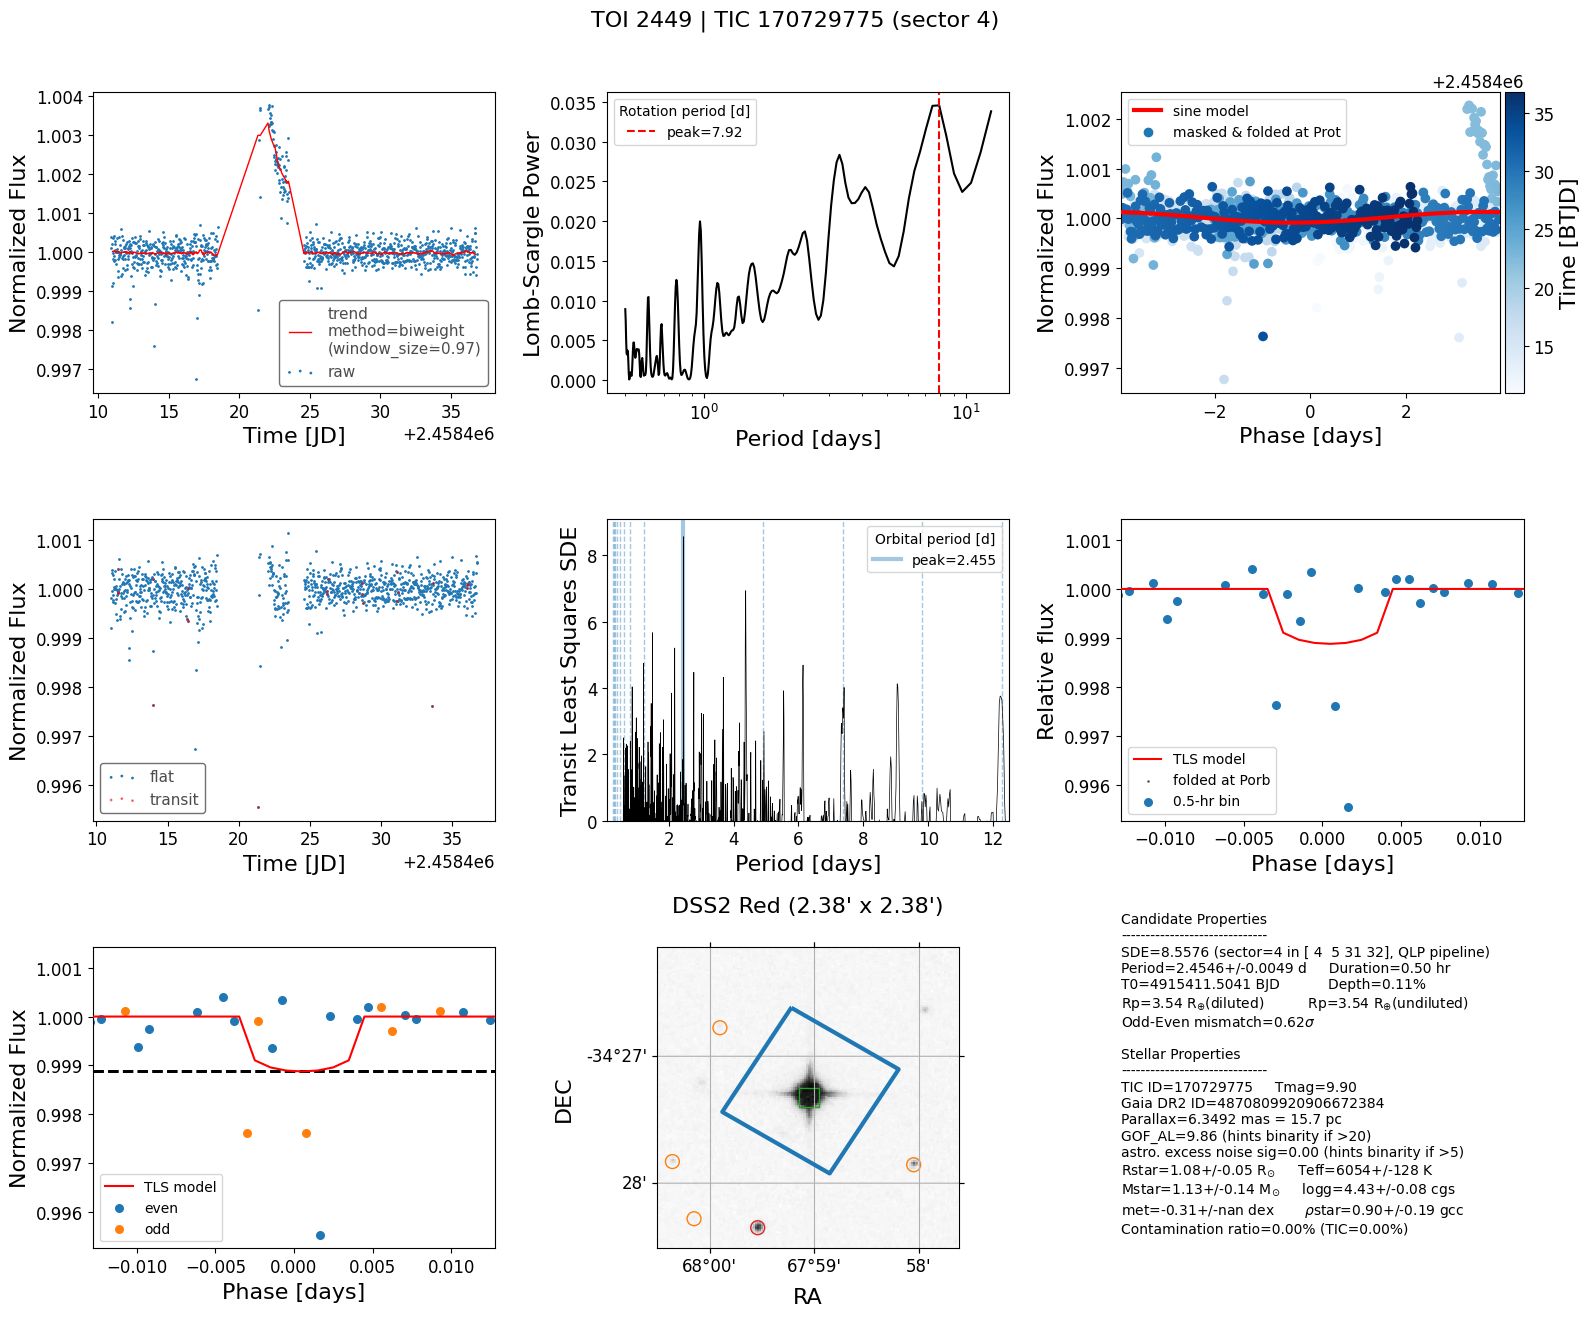 TOI 2449 | TIC 170729775 (sector 4)
Normalized Flux
1.004
1.003
1.002
1.001
1.000
0.999
0.998
0.997
trend
method=biweight
(window_size=0.97)
raw
10 15 20 25 30 35
Time [JD]
+2.4584e6
Lomb-Scargle Power
0.035
0.030
0.025
0.020
0.015
0.010
0.005
0.000
Rotation period [d]
peak=7.92
10⁰ 10¹
Period [days]
+2.4584e6
Normalized Flux
1.002
1.001
1.000
0.999
0.998
0.997
sine model
masked & folded at Prot
−2 0 2
Phase [days]
35
30
25
20
15
Time [BTJD]
Normalized Flux
1.001
1.000
0.999
0.998
0.997
0.996
flat
transit
10 15 20 25 30 35
Time [JD]
+2.4584e6
Transit Least Squares SDE
8
6
4
2
0
Orbital period [d]
peak=2.455
2 4 6 8 10 12
Period [days]
Relative flux
1.001
1.000
0.999
0.998
0.997
0.996
TLS model
folded at Porb
0.5-hr bin
−0.010 −0.005 0.000 0.005 0.010
Phase [days]
Normalized Flux
1.001
1.000
0.999
0.998
0.997
0.996
TLS model
even
odd
−0.010 −0.005 0.000 0.005 0.010
Phase [days]
DSS2 Red (2.38' x 2.38')
DEC
-34°27'
28'
68°00' 67°59' 58'
RA
Candidate Properties
------------------------------
SDE=8.5576 (sector=4 in [ 4  5 31 32], QLP pipeline)
Period=2.4546+/-0.0049 d     Duration=0.50 hr
T0=4915411.5041 BJD     Depth=0.11%
Rp=3.54 R⊕(diluted)     Rp=3.54 R⊕(undiluted)
Odd-Even mismatch=0.62σ
Stellar Properties
------------------------------
TIC ID=170729775     Tmag=9.90
Gaia DR2 ID=4870809920906672384
Parallax=6.3492 mas = 15.7 pc
GOF_AL=9.86 (hints binarity if >20)
astro. excess noise sig=0.00 (hints binarity if >5)
Rstar=1.08+/-0.05 R⊙     Teff=6054+/-128 K
Mstar=1.13+/-0.14 M⊙     logg=4.43+/-0.08 cgs
met=-0.31+/-nan dex     ρstar=0.90+/-0.19 gcc
Contamination ratio=0.00% (TIC=0.00%)